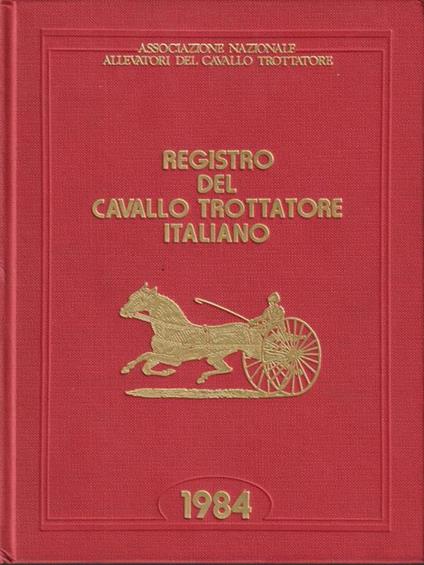 ASSOCIAZIONE NAZIONALE
ALLEVATORI DEL CAVALLO TROTTATORE
REGISTRO
DEL
CAVALLO TROTTATORE
ITALIANO
1984